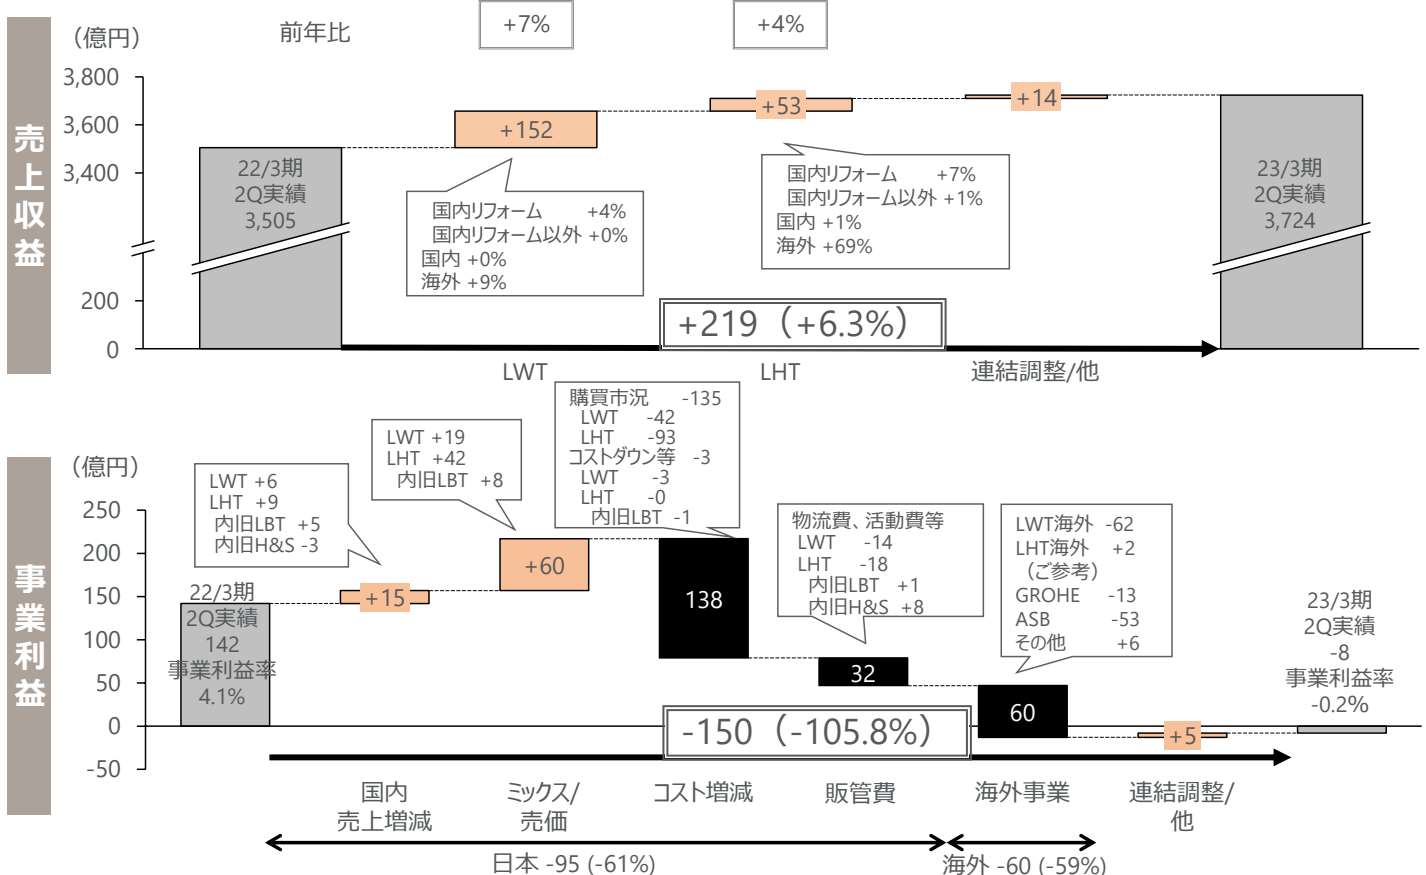 売上収益
（億円）
前年比
+7%
+4%
3,800
3,600
3,400
200
0
22/3期
2Q実績
3,505
+152
+53
+14
23/3期
2Q実績
3,724
国内リフォーム +4%
国内リフォーム以外 +0%
国内 +0%
海外 +9%
国内リフォーム +7%
国内リフォーム以外 +1%
国内 +1%
海外 +69%
+219（+6.3%）
LWT
LHT
連結調整/他
事業利益
（億円）
250
200
150
100
50
0
-50
22/3期
2Q実績
142
事業利益率
4.1%
LWT +6
LHT +9
内旧LBT +5
内旧H&S -3
+15
LWT +19
LHT +42
内旧LBT +8
+60
購買市況 -135
LWT -42
LHT -93
コストダウン等 -3
LWT -3
LHT -0
内旧LBT -1
138
物流費、活動費等
LWT -14
LHT -18
内旧LBT +1
内旧H&S +8
32
LWT海外 -62
LHT海外 +2
（ご参考）
GROHE -13
ASB -53
その他 +6
60
+5
23/3期
2Q実績
-8
事業利益率
-0.2%
-150（-105.8%）
国内
売上増減
ミックス/
売価
コスト増減
販管費
海外事業
連結調整/
他
日本 -95 (-61%)
海外 -60 (-59%)